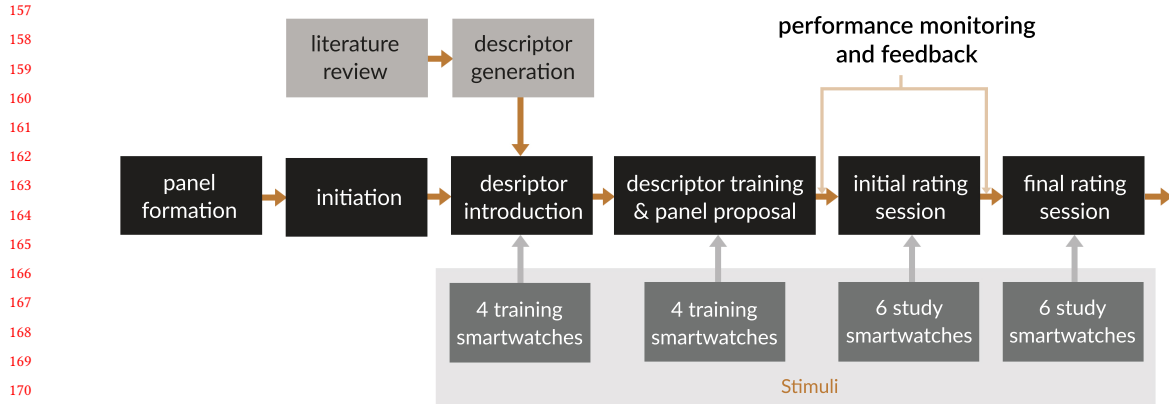 157
158
159
160
161
162
163
164
165
166
167
168
169
170
performance monitoring
and feedback
literature
review
descriptor
generation
panel
formation
initiation
desriptor
introduction
descriptor training
& panel proposal
initial rating
session
final rating
session
4 training
smartwatches
4 training
smartwatches
6 study
smartwatches
6 study
smartwatches
Stimuli